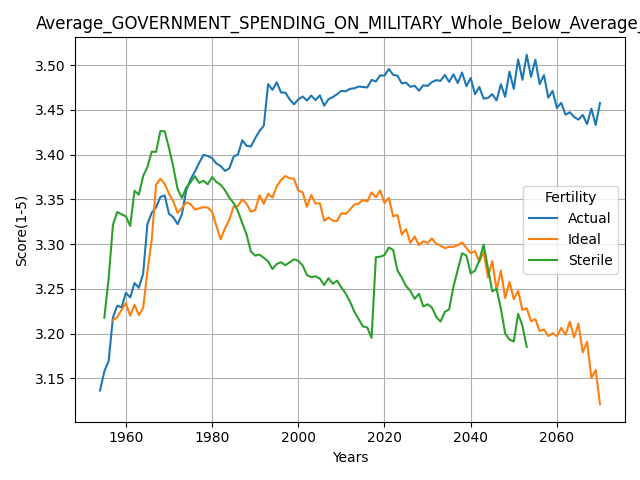 Average_GOVERNMENT_SPENDING_ON_MILITARY_Whole_Below_Average_
3.50
3.45
3.40
3.35
3.30
3.25
3.20
3.15
Score(1-5)
Fertility
Actual
Ideal
Sterile
1960 1980 2000 2020 2040 2060
Years